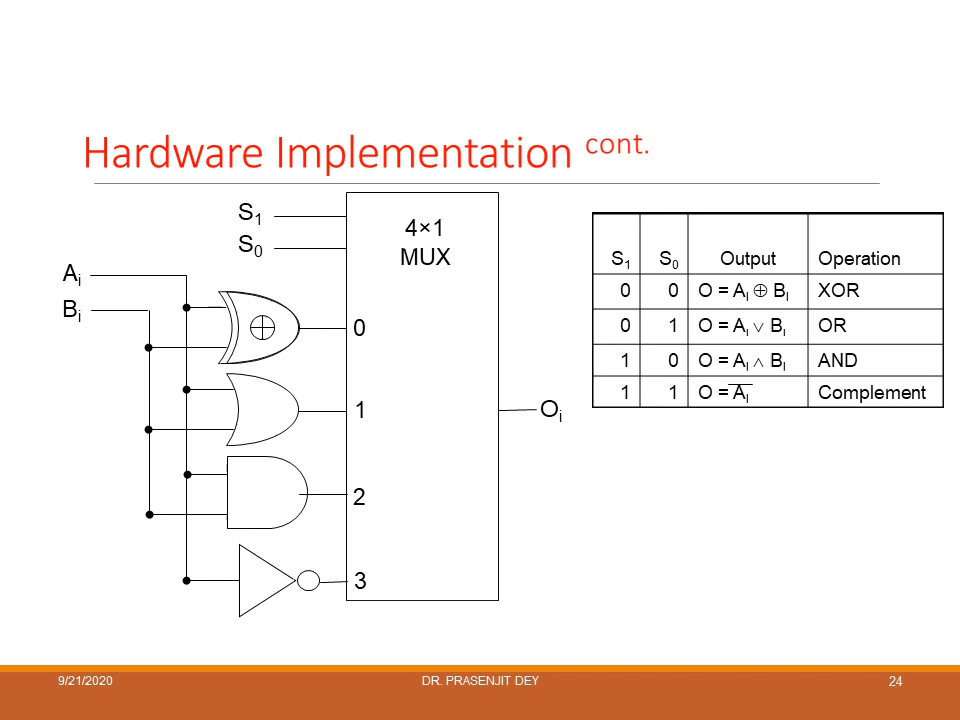 Hardware Implementation cont.
S1
S0
4×1
MUX
Ai
Bi
⊕
0
1
2
3
Oi
S1 S0 Output Operation
0 0 O = AI ⊕ BI XOR
0 1 O = AI ∨ BI OR
1 0 O = AI ∧ BI AND
1 1 O = A̅I̅ Complement
9/21/2020 DR. PRASENJIT DEY 24